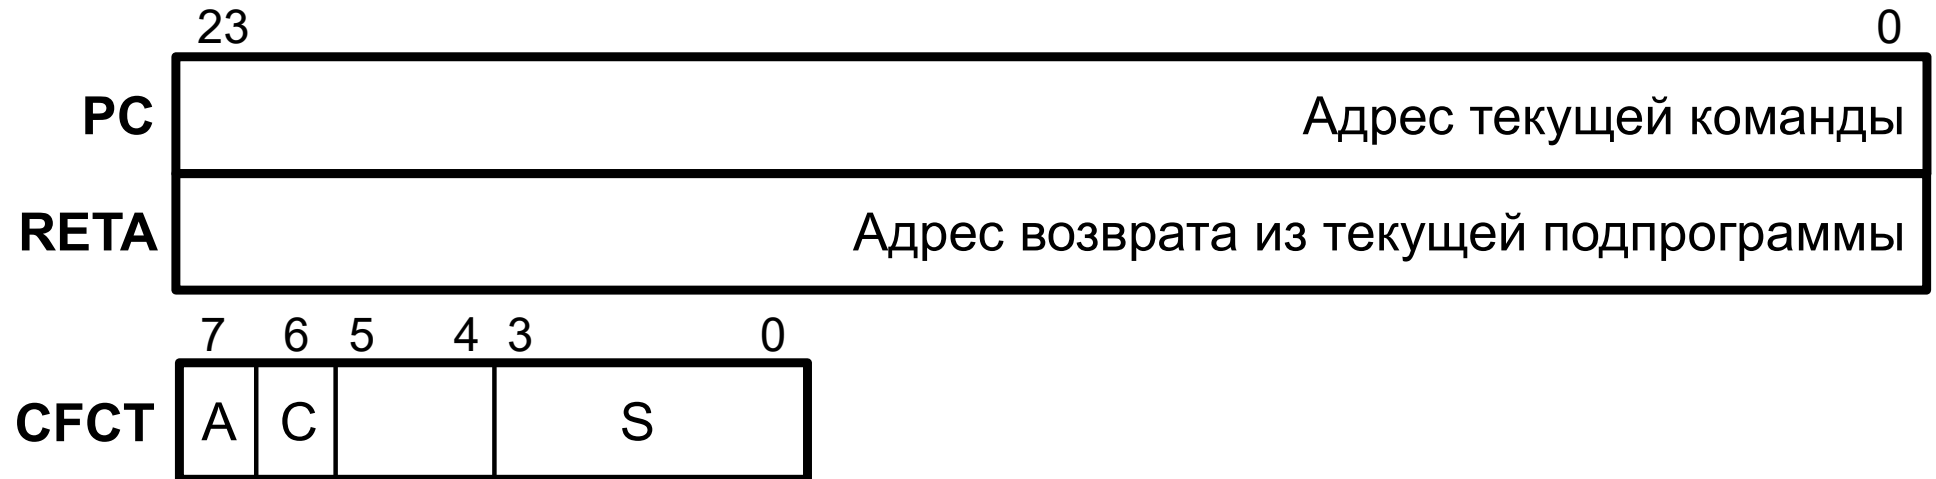 23 0
PC Адрес текущей команды
RETA Адрес возврата из текущей подпрограммы
7 6 5 4 3 0
CFCT A C S